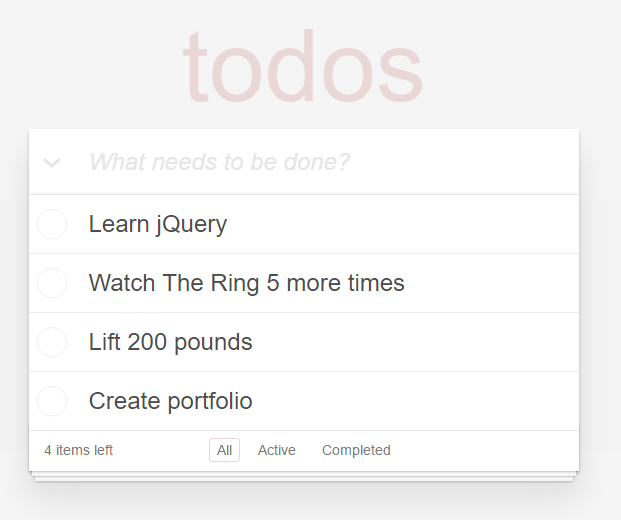 todos
What needs to be done?
Learn jQuery
Watch The Ring 5 more times
Lift 200 pounds
Create portfolio
4 items left All Active Completed